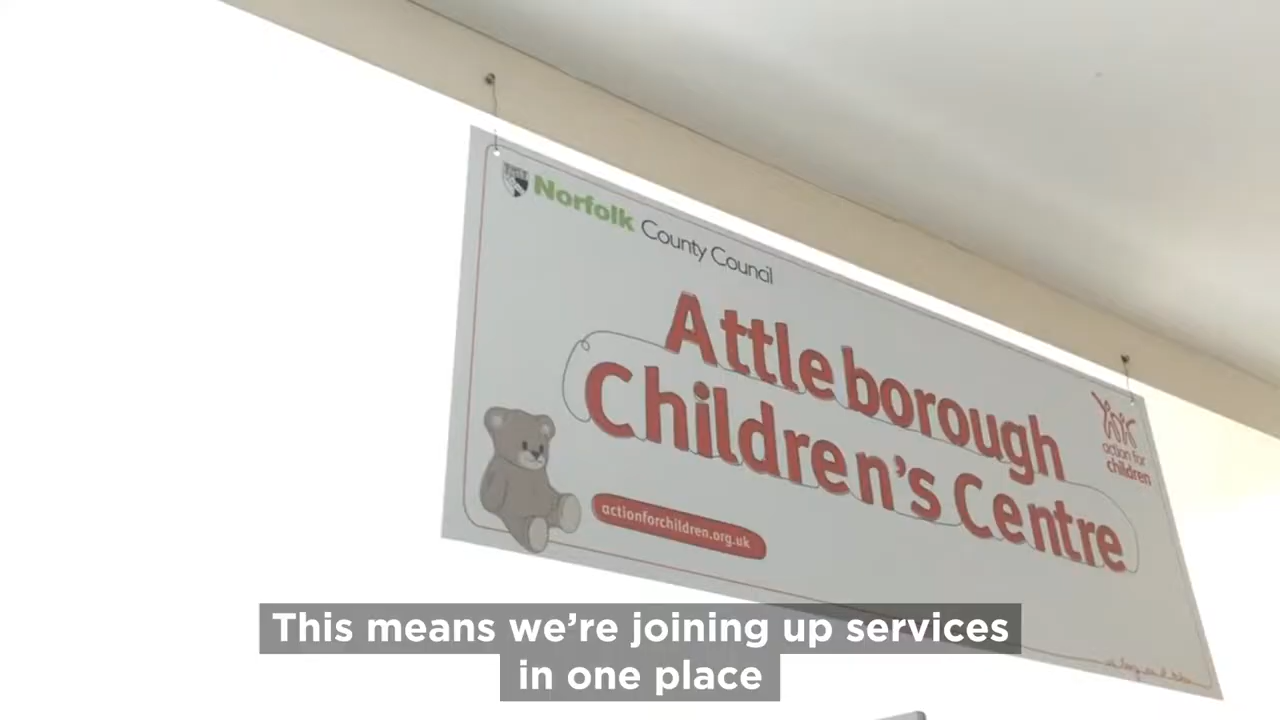 Norfolk County Council
Attleborough
Children's Centre
action for
children
actionforchildren.org.uk
This means we're joining up services
in one place